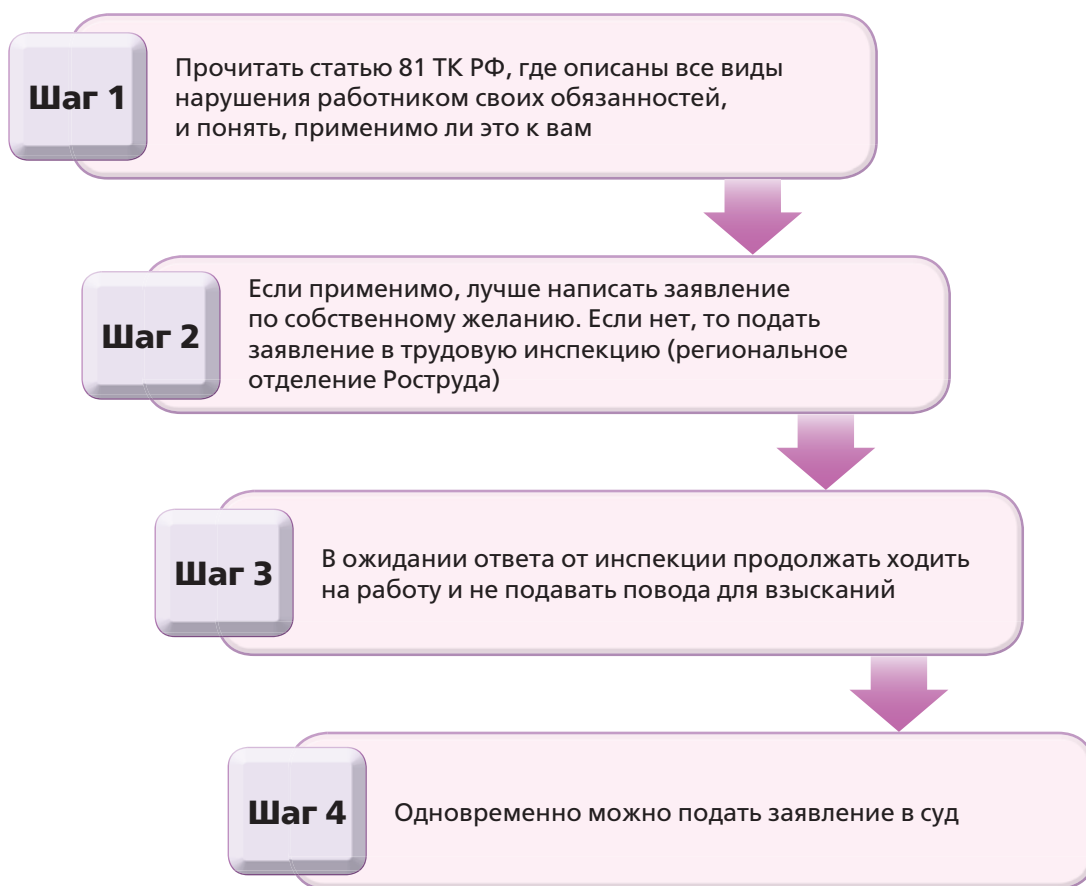 Шаг 1
Прочитать статью 81 ТК РФ, где описаны все виды
нарушения работником своих обязанностей,
и понять, применимо ли это к вам
Шаг 2
Если применимо, лучше написать заявление
по собственному желанию. Если нет, то подать
заявление в трудовую инспекцию (региональное
отделение Роструда)
Шаг 3
В ожидании ответа от инспекции продолжать ходить
на работу и не подавать повода для взысканий
Шаг 4
Одновременно можно подать заявление в суд